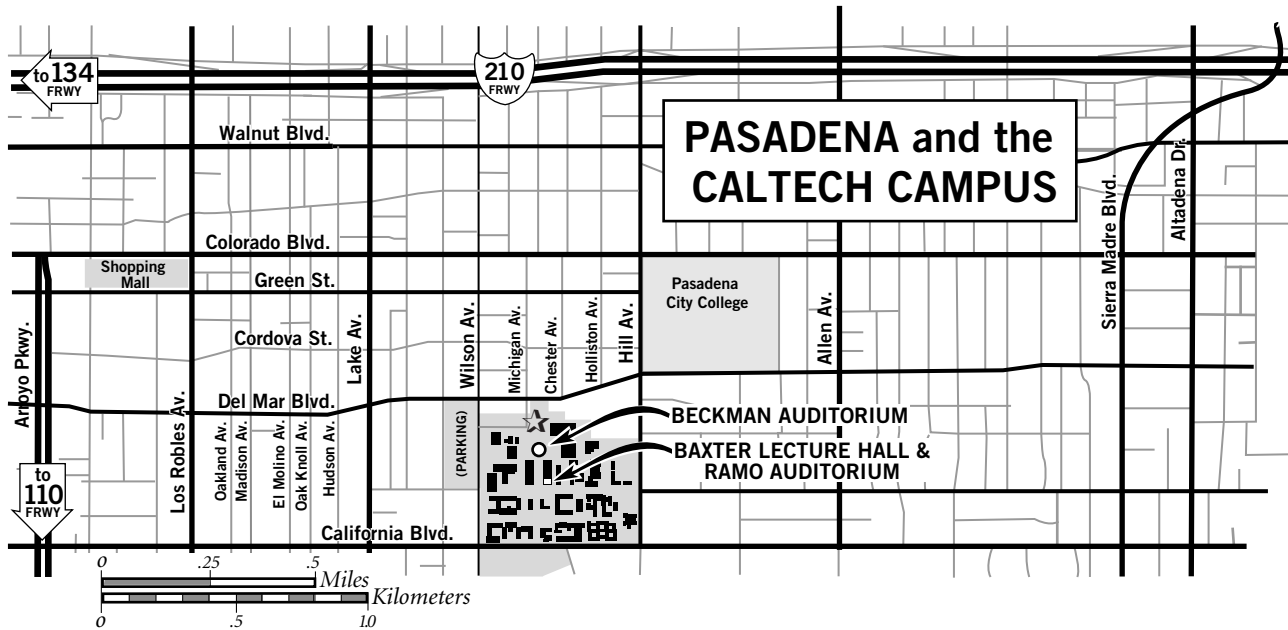 to 134
FRWY
210
FRWY
Walnut Blvd.
PASADENA and the
CALTECH CAMPUS
Altadena Dr.
Sierra Madre Blvd.
Colorado Blvd.
Shopping
Mall
Green St.
Pasadena
City College
Arroyo Pkwy.
Cordova St.
Lake Av.
Wilson Av.
Michigan Av.
Chester Av.
Holliston Av.
Hill Av.
Allen Av.
Los Robles Av.
Del Mar Blvd.
Oakland Av.
Madison Av.
El Molino Av.
Oak Knoll Av.
Hudson Av.
(PARKING)
BECKMAN AUDITORIUM
BAXTER LECTURE HALL &
RAMO AUDITORIUM
to
110
FRWY
California Blvd.
0 .25 .5
Miles
Kilometers
0 .5 1.0